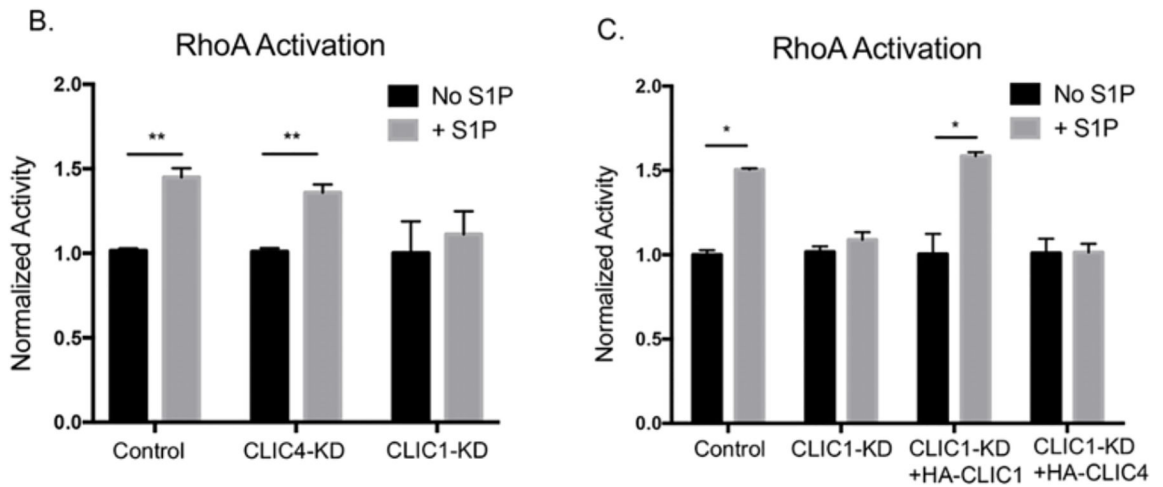 B.
RhoA Activation
No S1P
+ S1P
** **
Normalized Activity
2.0
1.5
1.0
0.5
0.0
Control CLIC4-KD CLIC1-KD
C.
RhoA Activation
No S1P
+ S1P
* *
Normalized Activity
2.0
1.5
1.0
0.5
0.0
Control CLIC1-KD CLIC1-KD CLIC1-KD
+HA-CLIC1 +HA-CLIC4